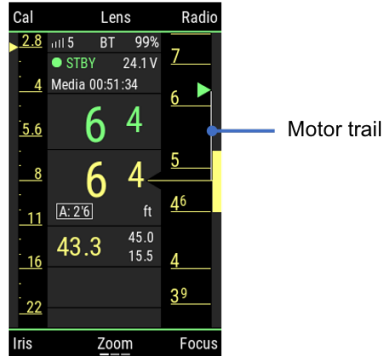 Cal Lens Radio
2.8 5 BT 99% 7
STBY 24.1 V
4 Media 00:51:34 6
6 4
5.6 Motor trail
5
8 6 4
A: 2'6 ft 4⁶
11
43.3 45.0
15.5
16 4
3⁹
22
Iris Zoom Focus